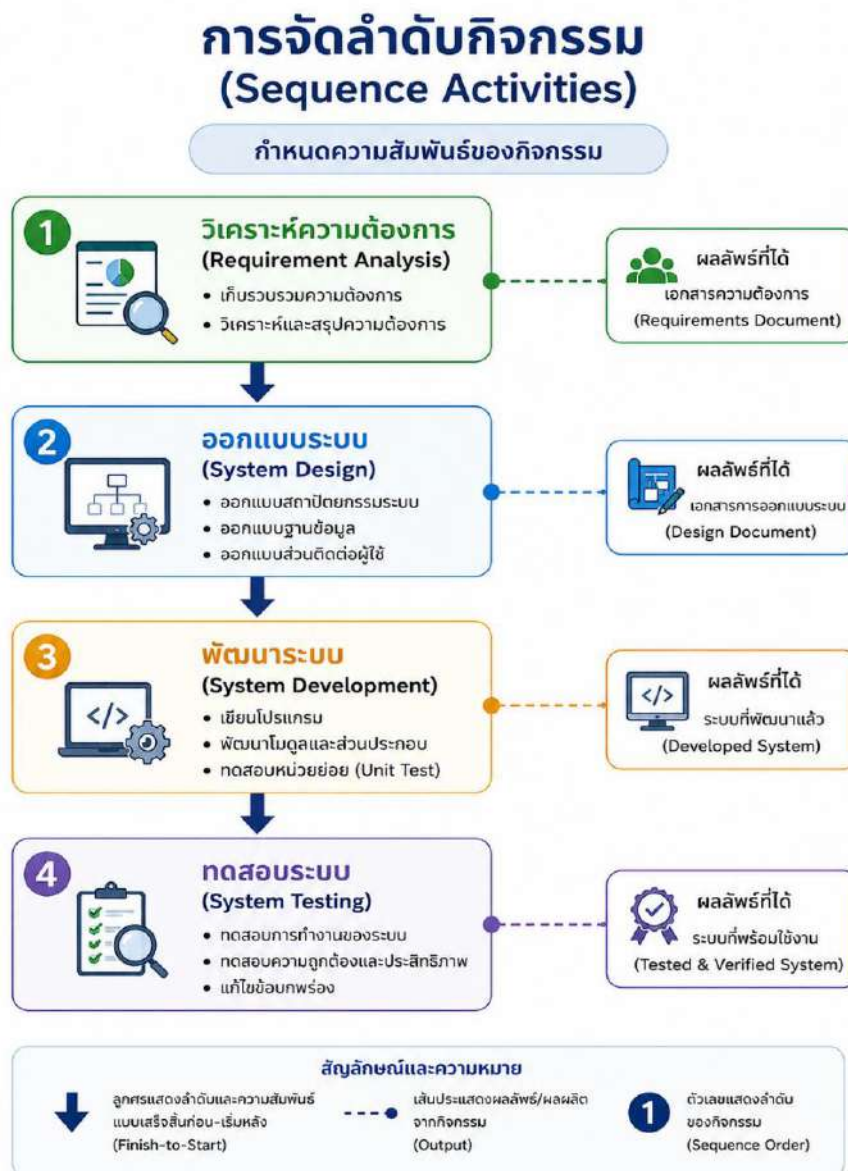 การจัดลำดับกิจกรรม
(Sequence Activities)
กำหนดความสัมพันธ์ของกิจกรรม
1
วิเคราะห์ความต้องการ
(Requirement Analysis)
• เก็บรวบรวมความต้องการ
• วิเคราะห์และสรุปความต้องการ
ผลลัพธ์ที่ได้
เอกสารความต้องการ
(Requirements Document)
2
ออกแบบระบบ
(System Design)
• ออกแบบสถาปัตยกรรมระบบ
• ออกแบบฐานข้อมูล
• ออกแบบส่วนติดต่อผู้ใช้
ผลลัพธ์ที่ได้
เอกสารการออกแบบระบบ
(Design Document)
3
พัฒนาระบบ
(System Development)
• เขียนโปรแกรม
• พัฒนาโมดูลและส่วนประกอบ
• ทดสอบหน่วยย่อย (Unit Test)
</>
ผลลัพธ์ที่ได้
ระบบที่พัฒนาแล้ว
(Developed System)
</>
4
ทดสอบระบบ
(System Testing)
• ทดสอบการทำงานของระบบ
• ทดสอบความถูกต้องและประสิทธิภาพ
• แก้ไขข้อบกพร่อง
ผลลัพธ์ที่ได้
ระบบที่พร้อมใช้งาน
(Tested & Verified System)
สัญลักษณ์และความหมาย
ลูกศรแสดงลำดับและความสัมพันธ์
แบบเสร็จสิ้นก่อน-เริ่มหลัง
(Finish-to-Start)
เส้นประแสดงผลลัพธ์/ผลผลิต
จากกิจกรรม
(Output)
1
ตัวเลขแสดงลำดับ
ของกิจกรรม
(Sequence Order)